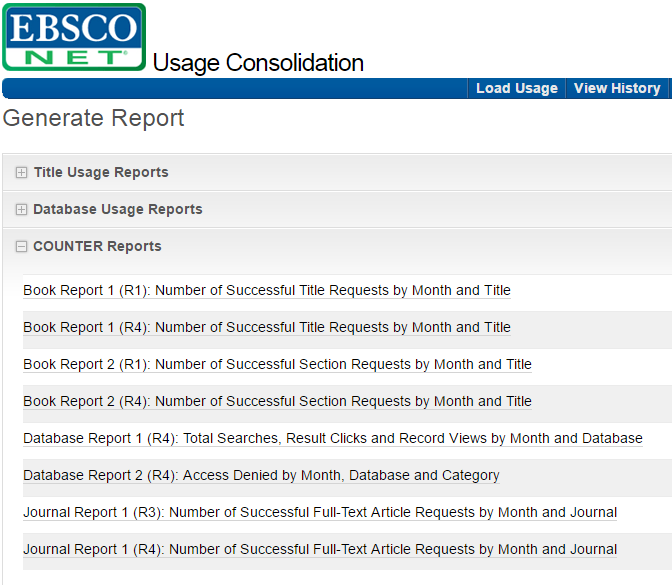 EBSCO
NET®
Usage Consolidation
Load Usage View History
Generate Report
Title Usage Reports
Database Usage Reports
COUNTER Reports
Book Report 1 (R1): Number of Successful Title Requests by Month and Title
Book Report 1 (R4): Number of Successful Title Requests by Month and Title
Book Report 2 (R1): Number of Successful Section Requests by Month and Title
Book Report 2 (R4): Number of Successful Section Requests by Month and Title
Database Report 1 (R4): Total Searches, Result Clicks and Record Views by Month and Database
Database Report 2 (R4): Access Denied by Month, Database and Category
Journal Report 1 (R3): Number of Successful Full-Text Article Requests by Month and Journal
Journal Report 1 (R4): Number of Successful Full-Text Article Requests by Month and Journal